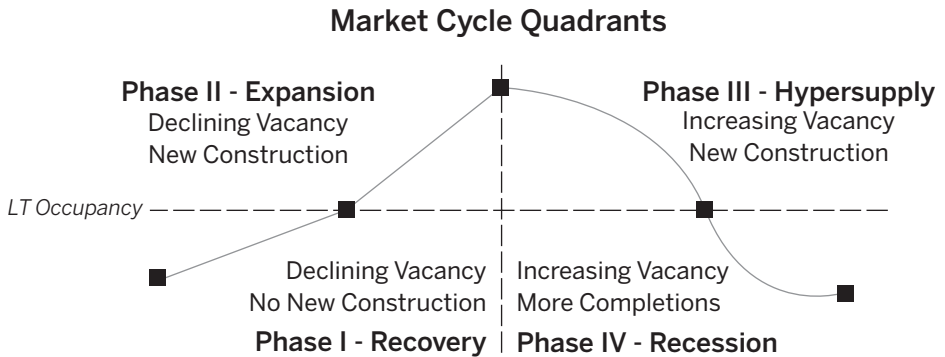 Market Cycle Quadrants
Phase II - Expansion
Declining Vacancy
New Construction
Phase III - Hypersupply
Increasing Vacancy
New Construction
LT Occupancy
Declining Vacancy
No New Construction
Phase I - Recovery
Increasing Vacancy
More Completions
Phase IV - Recession